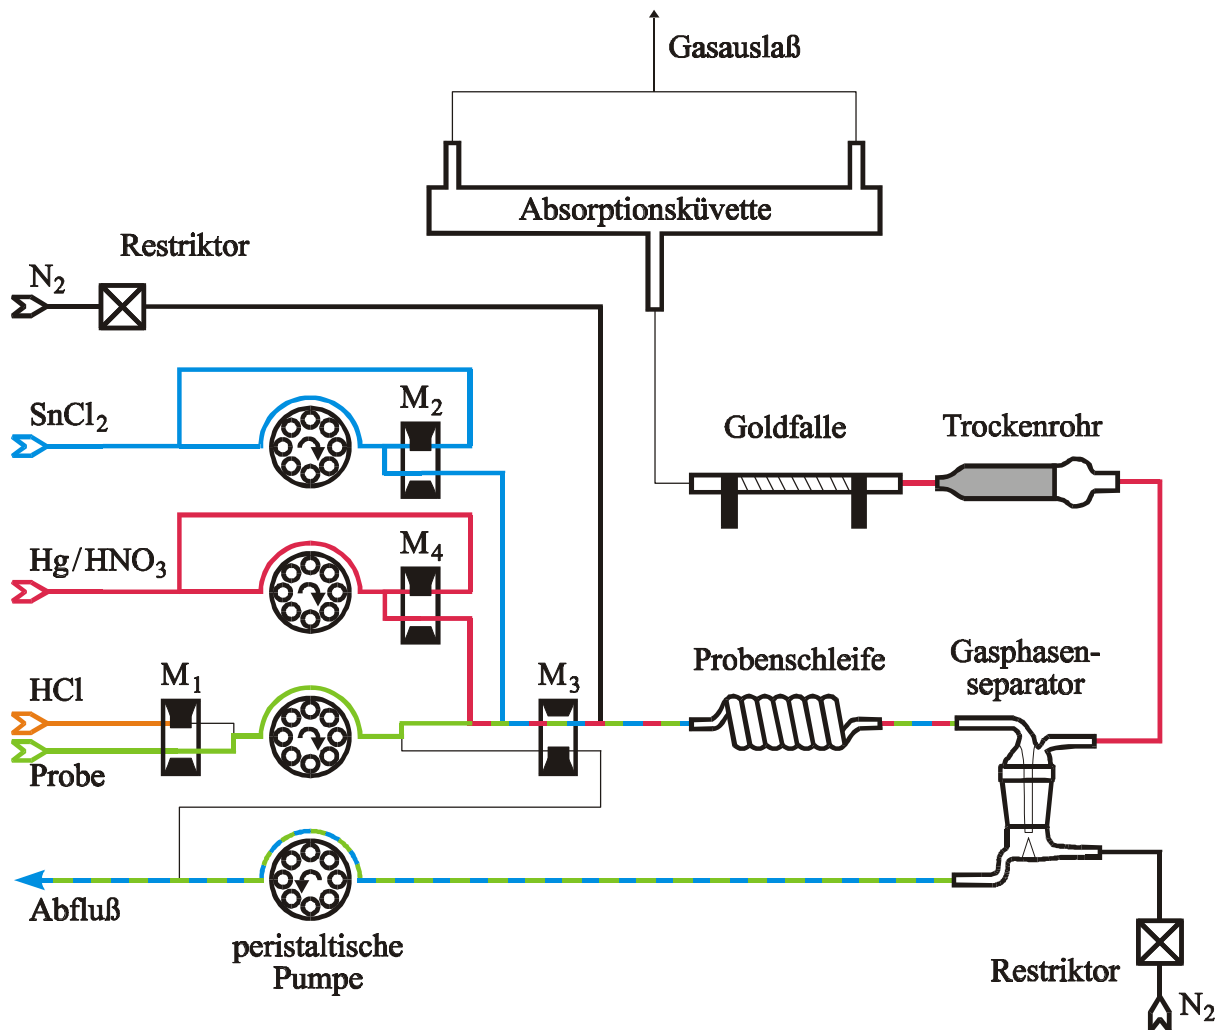 Gasauslaß
Absorptionsküvette
Restriktor
N2
SnCl2
M2
Goldfalle
Trockenrohr
Hg/HNO3
M4
HCl
M1
M3
Probenschleife
Gasphasen-
separator
Probe
Abfluß
peristaltische
Pumpe
Restriktor
N2